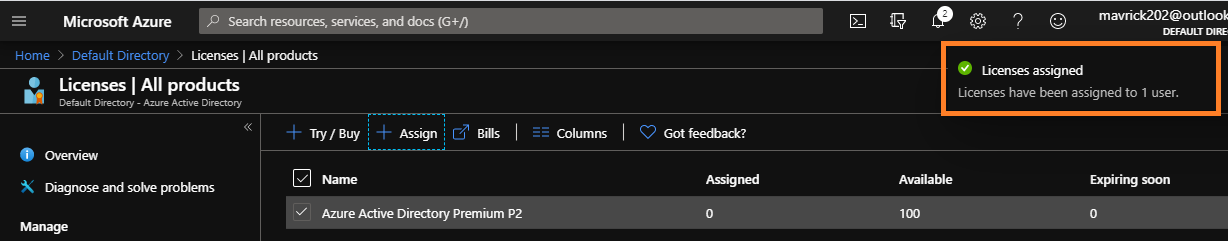 Microsoft Azure
Search resources, services, and docs (G+/)
2
mavrick202@outlook
DEFAULT DIRE
Home > Default Directory > Licenses | All products
Licenses | All products
Default Directory - Azure Active Directory
Licenses assigned
Licenses have been assigned to 1 user.
Try / Buy Assign Bills Columns Got feedback?
Overview
Diagnose and solve problems
Manage
Name Assigned Available Expiring soon
Azure Active Directory Premium P2 0 100 0